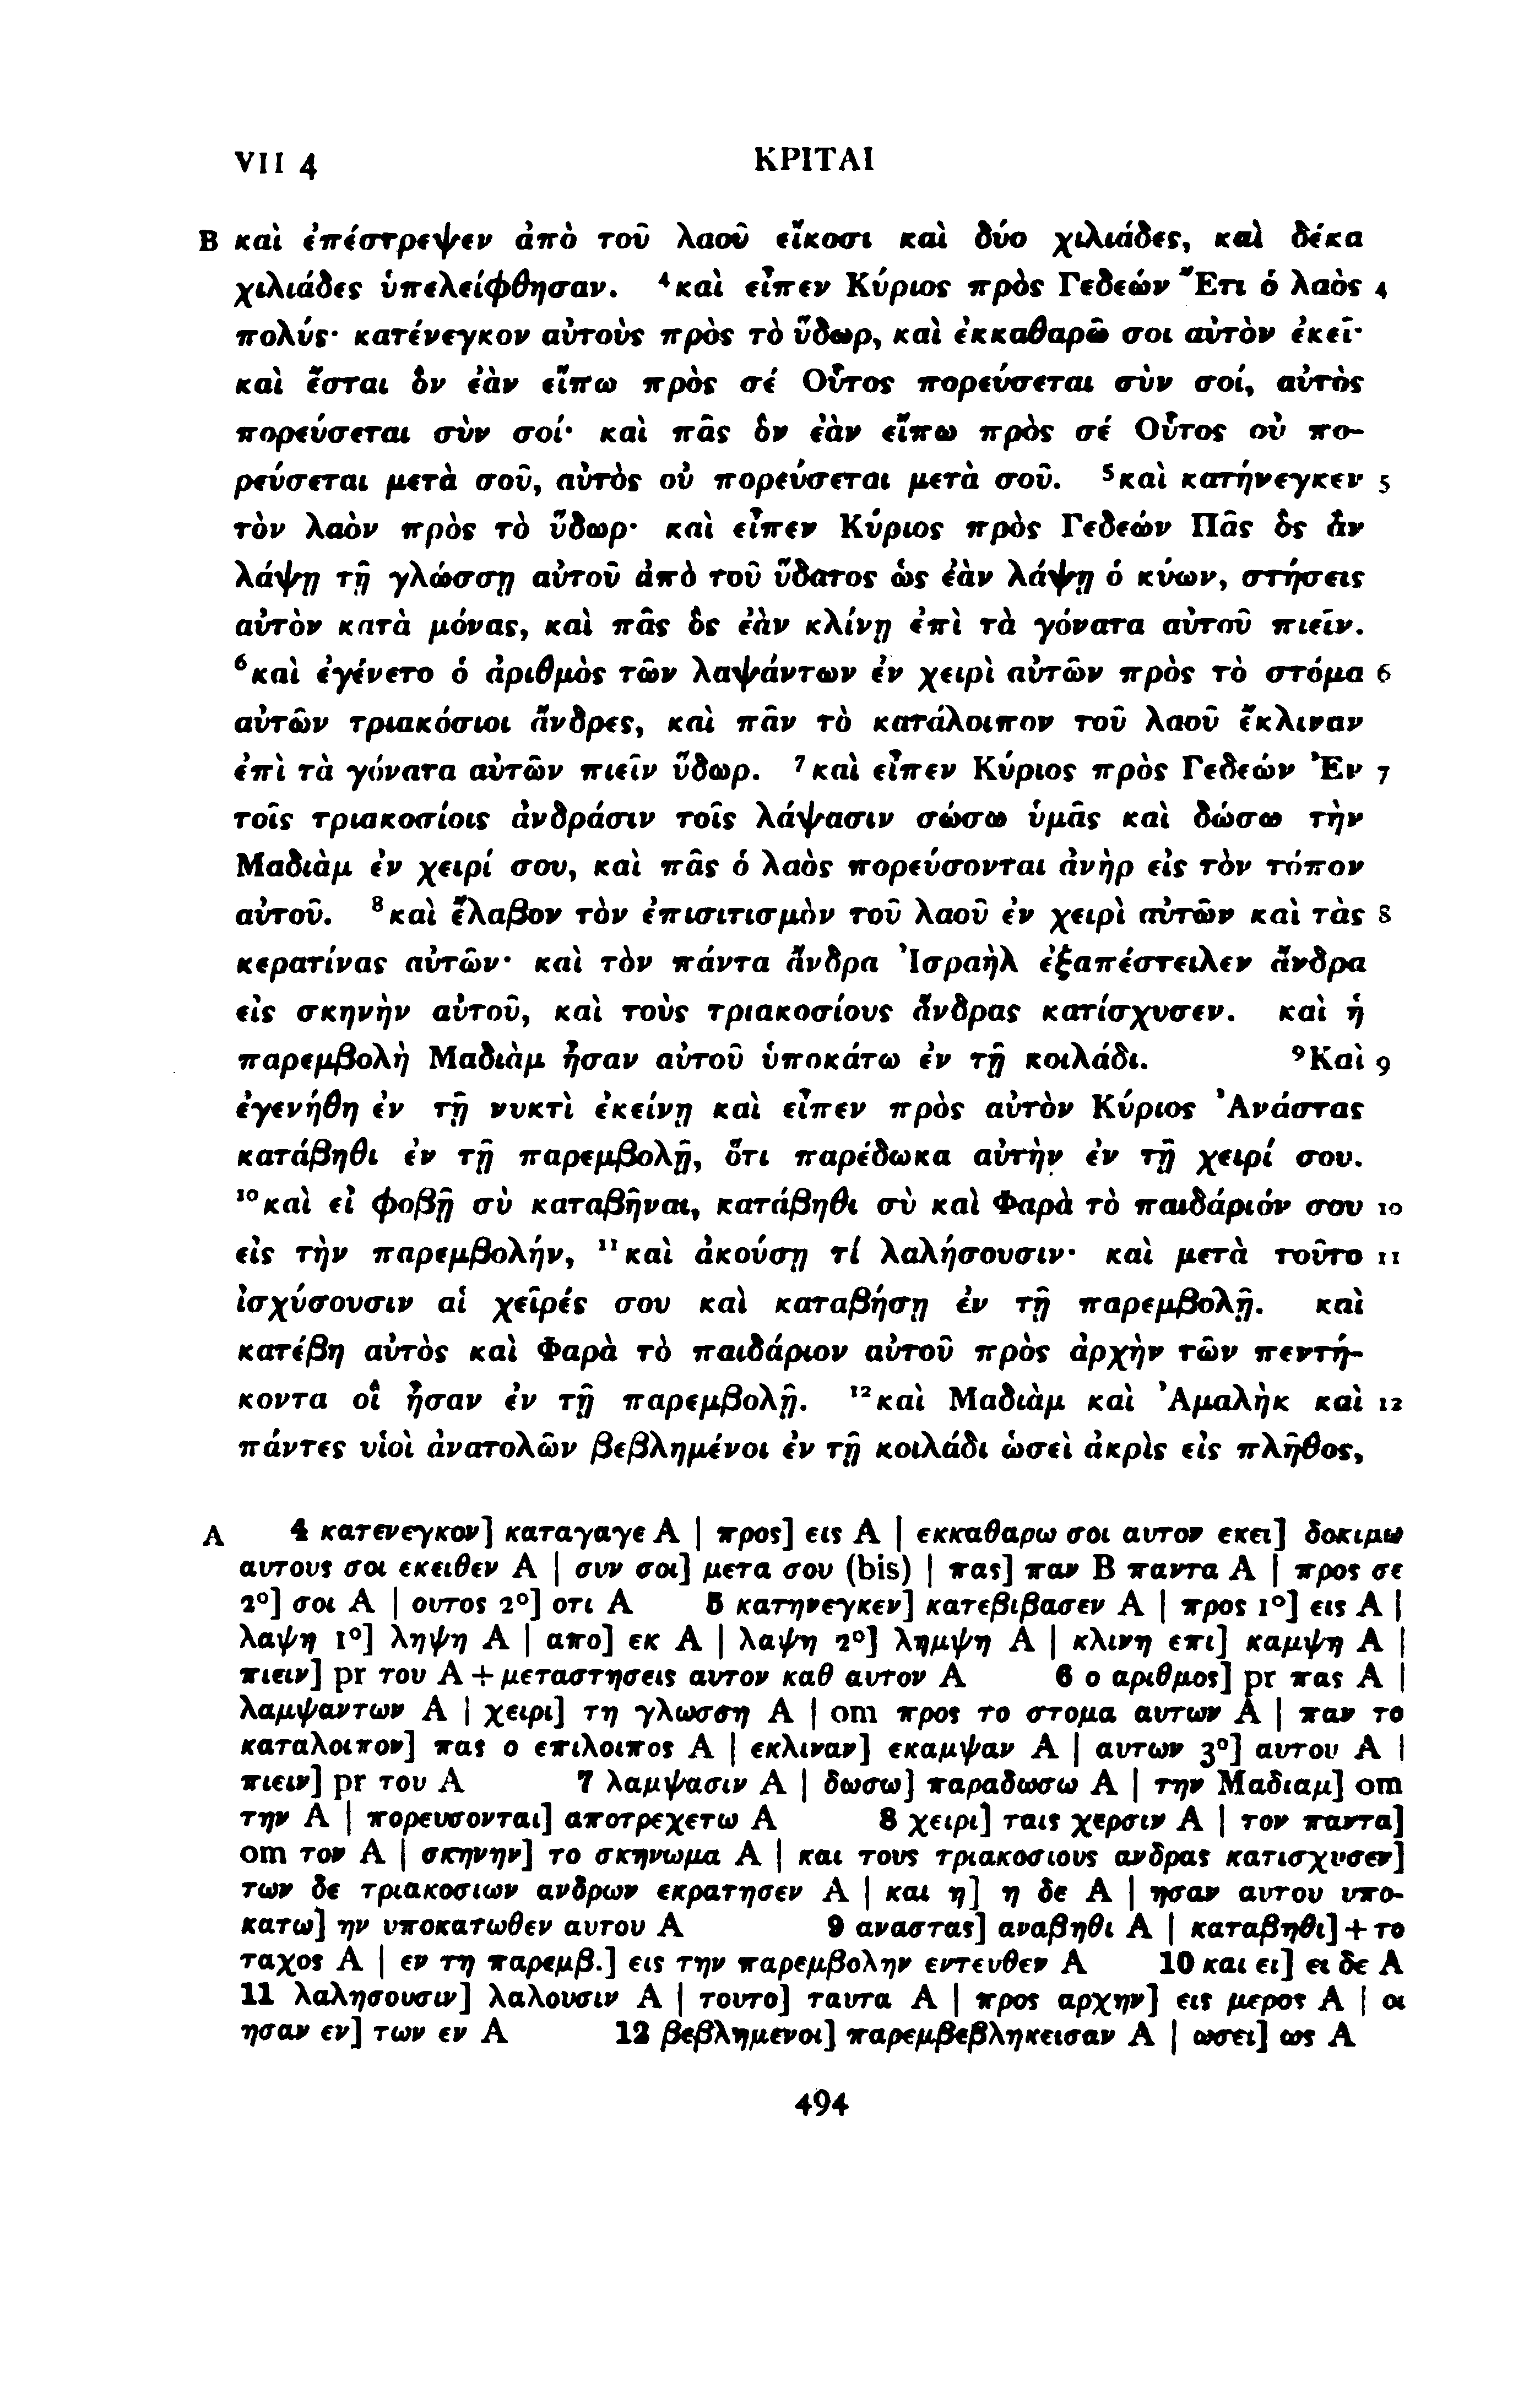 VII 4 ΚΡΙΤΑΙ
B καὶ ἐπέστρεψεν ἀπὸ τοῦ λαοῦ εἴκοσι καὶ δύο χιλιάδες, καὶ δέκα
χιλιάδες ὑπελείφθησαν. ⁴καὶ εἶπεν Κύριος πρὸς Γεδεών Ἔτι ὁ λαὸς 4
πολύς· κατένεγκον αὐτοὺς πρὸς τὸ ὕδωρ, καὶ ἐκκαθαρῶ σοι αὐτὸν ἐκεῖ·
καὶ ἔσται ὃν ἐὰν εἴπω πρὸς σέ Οὗτος πορεύσεται σὺν σοί, αὐτὸς
πορεύσεται σὺν σοί· καὶ πᾶς ὃν ἐὰν εἴπω πρὸς σέ Οὗτος οὐ πο-
ρεύσεται μετὰ σοῦ, αὐτὸς οὐ πορεύσεται μετὰ σοῦ. ⁵καὶ κατήνεγκεν 5
τὸν λαὸν πρὸς τὸ ὕδωρ· καὶ εἶπεν Κύριος πρὸς Γεδεών Πᾶς ὃς ἂν
λάψῃ τῇ γλώσσῃ αὐτοῦ ἀπὸ τοῦ ὕδατος ὡς ἐὰν λάψῃ ὁ κύων, στήσεις
αὐτὸν κατὰ μόνας, καὶ πᾶς ὃς ἐὰν κλίνῃ ἐπὶ τὰ γόνατα αὐτοῦ πιεῖν.
⁶καὶ ἐγένετο ὁ ἀριθμὸς τῶν λαψάντων ἐν χειρὶ αὐτῶν πρὸς τὸ στόμα 6
αὐτῶν τριακόσιοι ἄνδρες, καὶ πᾶν τὸ κατάλοιπον τοῦ λαοῦ ἔκλιναν
ἐπὶ τὰ γόνατα αὐτῶν πιεῖν ὕδωρ. ⁷καὶ εἶπεν Κύριος πρὸς Γεδεών Ἐν 7
τοῖς τριακοσίοις ἀνδράσιν τοῖς λάψασιν σώσω ὑμᾶς καὶ δώσω τὴν
Μαδιὰμ ἐν χειρί σου, καὶ πᾶς ὁ λαὸς πορεύσονται ἀνὴρ εἰς τὸν τόπον
αὐτοῦ. ⁸καὶ ἔλαβον τὸν ἐπισιτισμὸν τοῦ λαοῦ ἐν χειρὶ αὐτῶν καὶ τὰς 8
κερατίνας αὐτῶν· καὶ τὸν πάντα ἄνδρα Ἰσραὴλ ἐξαπέστειλεν ἄνδρα
εἰς σκηνὴν αὐτοῦ, καὶ τοὺς τριακοσίους ἄνδρας κατίσχυσεν. καὶ ἡ
παρεμβολὴ Μαδιὰμ ἦσαν αὐτοῦ ὑποκάτω ἐν τῇ κοιλάδι. ⁹Καὶ 9
ἐγενήθη ἐν τῇ νυκτὶ ἐκείνῃ καὶ εἶπεν πρὸς αὐτὸν Κύριος Ἀνάστας
κατάβηθι ἐν τῇ παρεμβολῇ, ὅτι παρέδωκα αὐτὴν ἐν τῇ χειρί σου.
¹⁰καὶ εἰ φοβῇ σὺ καταβῆναι, κατάβηθι σὺ καὶ Φαρὰ τὸ παιδάριόν σου 10
εἰς τὴν παρεμβολήν, ¹¹καὶ ἀκούσῃ τί λαλήσουσιν· καὶ μετὰ τοῦτο 11
ἰσχύσουσιν αἱ χεῖρές σου καὶ καταβήσῃ ἐν τῇ παρεμβολῇ. καὶ
κατέβη αὐτὸς καὶ Φαρὰ τὸ παιδάριον αὐτοῦ πρὸς ἀρχὴν τῶν πεντή-
κοντα οἳ ἦσαν ἐν τῇ παρεμβολῇ. ¹²καὶ Μαδιὰμ καὶ Ἀμαλὴκ καὶ 12
πάντες υἱοὶ ἀνατολῶν βεβλημένοι ἐν τῇ κοιλάδι ὡσεὶ ἀκρὶς εἰς πλῆθος,
A 4 κατενεγκον] καταγαγε A | προς] εις A | εκκαθαρω σοι αυτον εκει] δοκιμω
αυτους σοι εκειθεν A | συν σοι] μετα σου (bis) | πας] παν B παντα A | προς σε
2°] σοι A | ουτος 2°] οτι A 5 κατηνεγκεν] κατεβιβασεν A | προς 1°] εις A |
λαψη 1°] ληψη A | απο] εκ A | λαψη 2°] λημψη A | κλινη επι] καμψη A |
πιειν] pr του A + μεταστησεις αυτον καθ αυτον A 6 ο αριθμος] pr πας A |
λαμψαντων A | χειρι] τη γλωσση A | om προς το στομα αυτων A | παν το
καταλοιπον] πας ο επιλοιπος A | εκλιναν] εκαμψαν A | αυτων 3°] αυτου A |
πιειν] pr του A 7 λαμψασιν A | δωσω] παραδωσω A | την Μαδιαμ] om
την A | πορευσονται] αποτρεχετω A 8 χειρι] ταις χερσιν A | τον παντα]
om τον A | σκηνην] το σκηνωμα A | και τους τριακοσιους ανδρας κατισχυσεν]
των δε τριακοσιων ανδρων εκρατησεν A | και η] η δε A | ησαν αυτου υπο-
κατω] ην υποκατωθεν αυτου A 9 αναστας] αναβηθι A | καταβηθι] + το
ταχος A | εν τη παρεμβ.] εις την παρεμβολην εντευθεν A 10 και ει] ει δε A
11 λαλησουσιν] λαλουσιν A | τουτο] ταυτα A | προς αρχην] εις μερος A | οι
ησαν εν] των εν A 12 βεβλημενοι] παρεμβεβληκεισαν A | ωσει] ως A
494